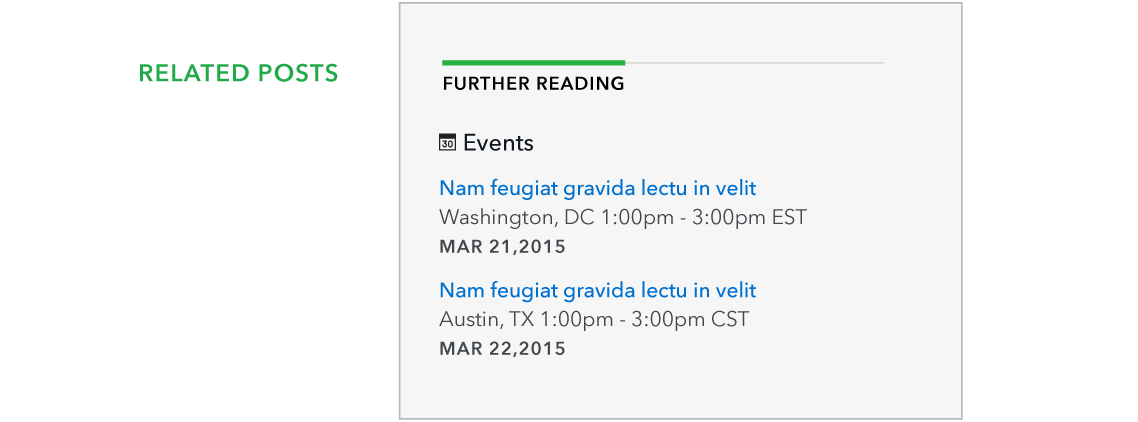 RELATED POSTS
FURTHER READING
30 Events
Nam feugiat gravida lectu in velit
Washington, DC 1:00pm - 3:00pm EST
MAR 21,2015
Nam feugiat gravida lectu in velit
Austin, TX 1:00pm - 3:00pm CST
MAR 22,2015